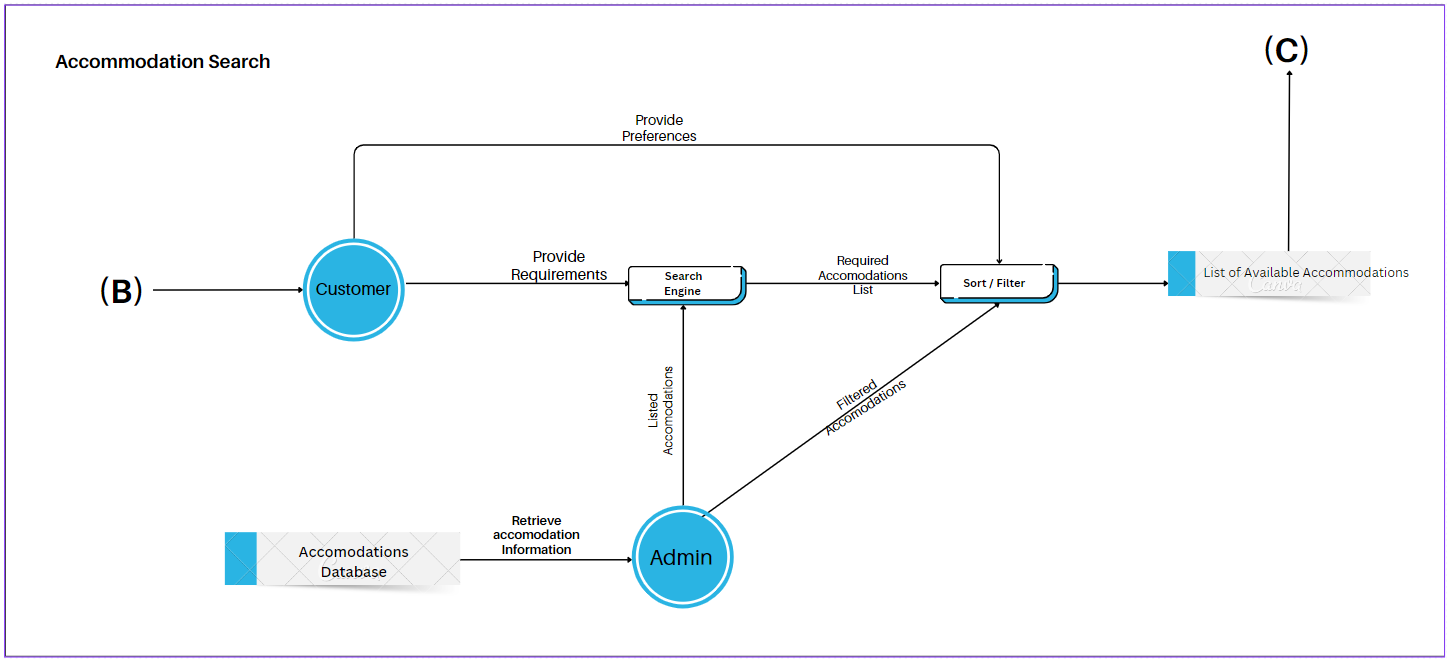 Accommodation Search
(C)
Provide
Preferences
(B)
Customer
Provide
Requirements
Search
Engine
Required
Accomodations
List
Sort / Filter
List of Available Accommodations
Canva
Listed
Accomodations
Filtered
Accomodations
Accomodations
Database
Retrieve
accomodation
Information
Admin